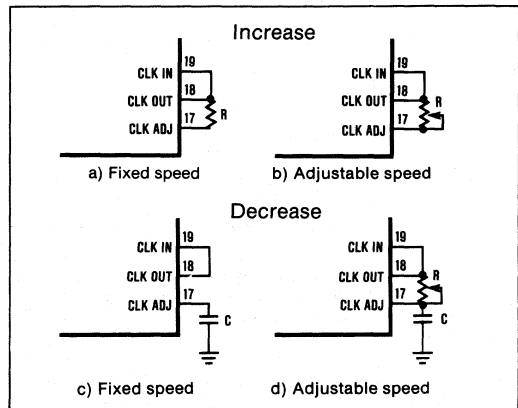 Increase
19
CLK IN
18
CLK OUT
R
17
CLK ADJ
a) Fixed speed
19
CLK IN
18
CLK OUT
R
17
CLK ADJ
b) Adjustable speed
Decrease
19
CLK IN
18
CLK OUT
17
CLK ADJ
C
c) Fixed speed
19
CLK IN
18
CLK OUT
R
17
CLK ADJ
C
d) Adjustable speed